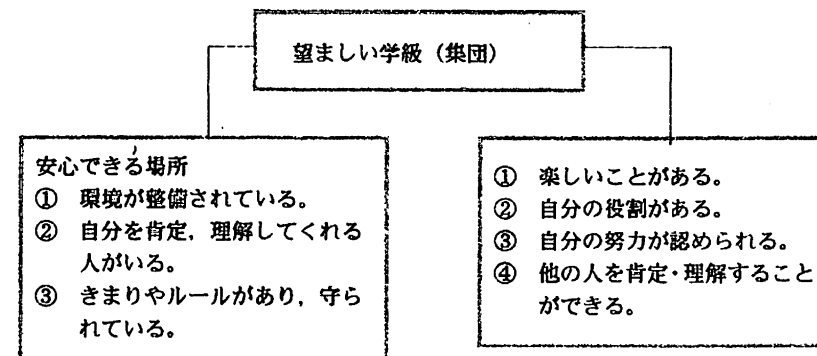 望ましい学級（集団）
安心できる場所
① 環境が整備されている。
② 自分を肯定，理解してくれる
人がいる。
③ きまりやルールがあり，守ら
れている。
① 楽しいことがある。
② 自分の役割がある。
③ 自分の努力が認められる。
④ 他の人を肯定・理解すること
ができる。